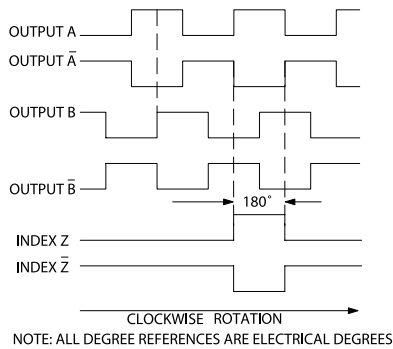 OUTPUT A
OUTPUT A̅
OUTPUT B
OUTPUT B̅
180°
INDEX Z
INDEX Z̅
CLOCKWISE ROTATION
NOTE: ALL DEGREE REFERENCES ARE ELECTRICAL DEGREES